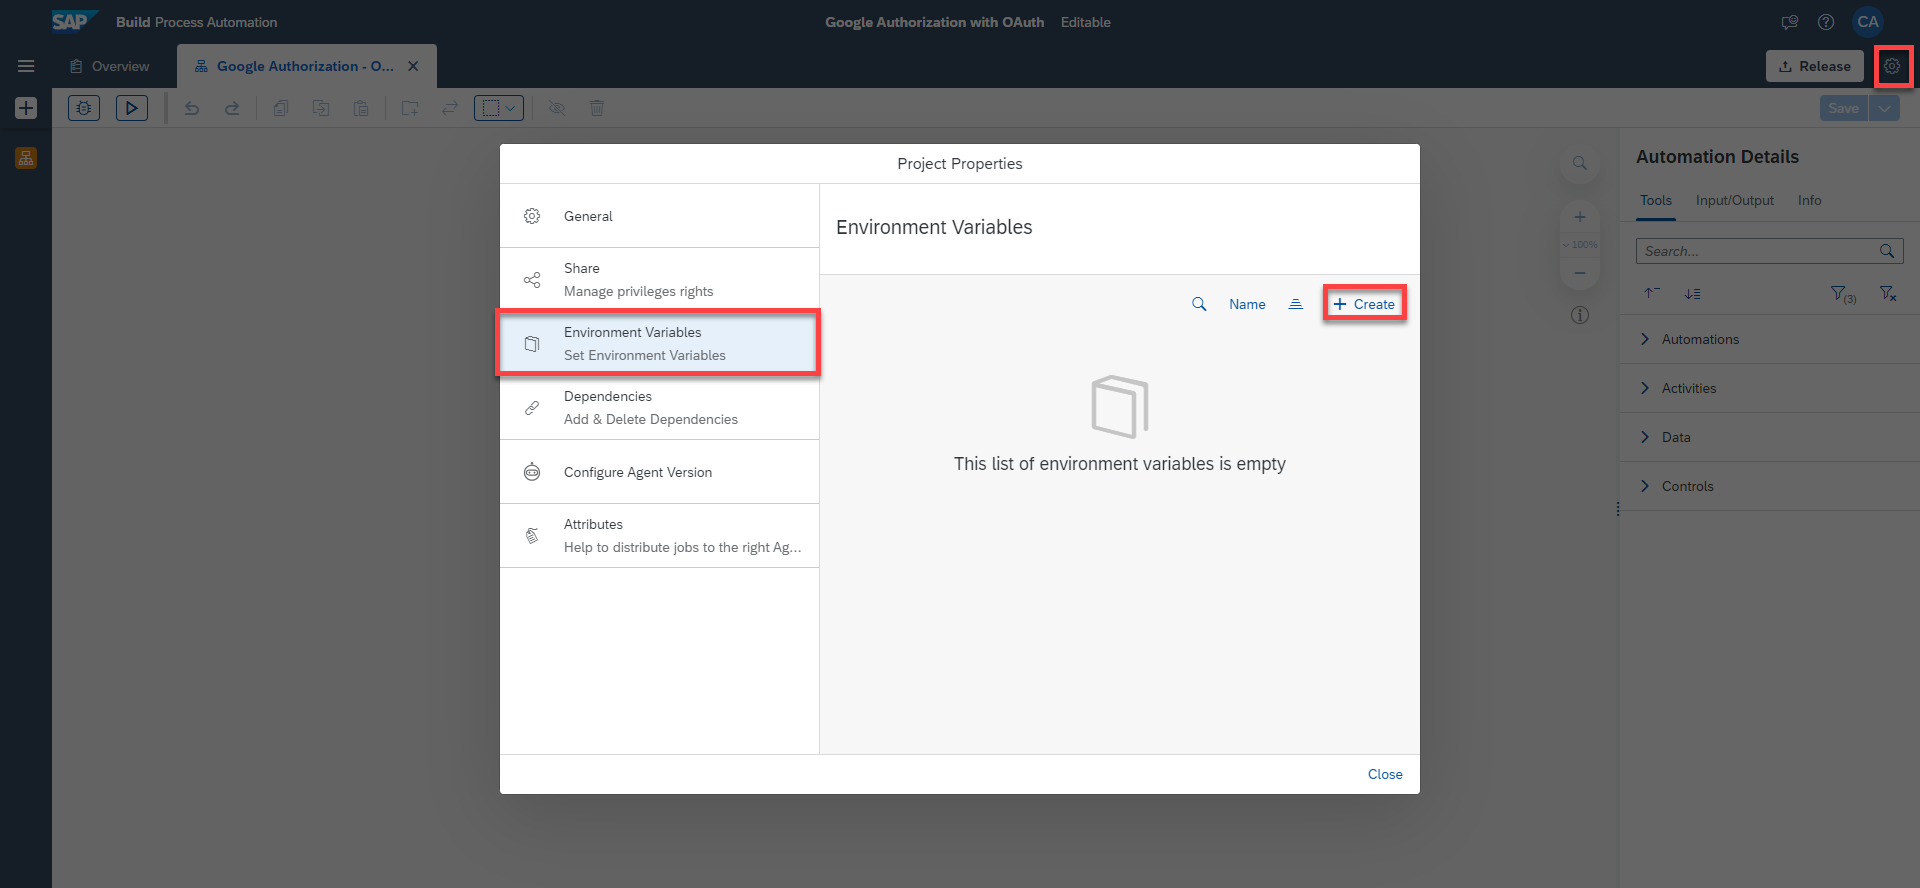 SAP Build Process Automation
Google Authorization with OAuth Editable
CA
Overview
Google Authorization - O...
Release
Save
Project Properties
General
Share
Manage privileges rights
Environment Variables
Set Environment Variables
Dependencies
Add & Delete Dependencies
Configure Agent Version
Attributes
Help to distribute jobs to the right Ag...
Environment Variables
Name
Create
This list of environment variables is empty
Close
100%
Automation Details
Tools Input/Output Info
Search...
(3)
Automations
Activities
Data
Controls